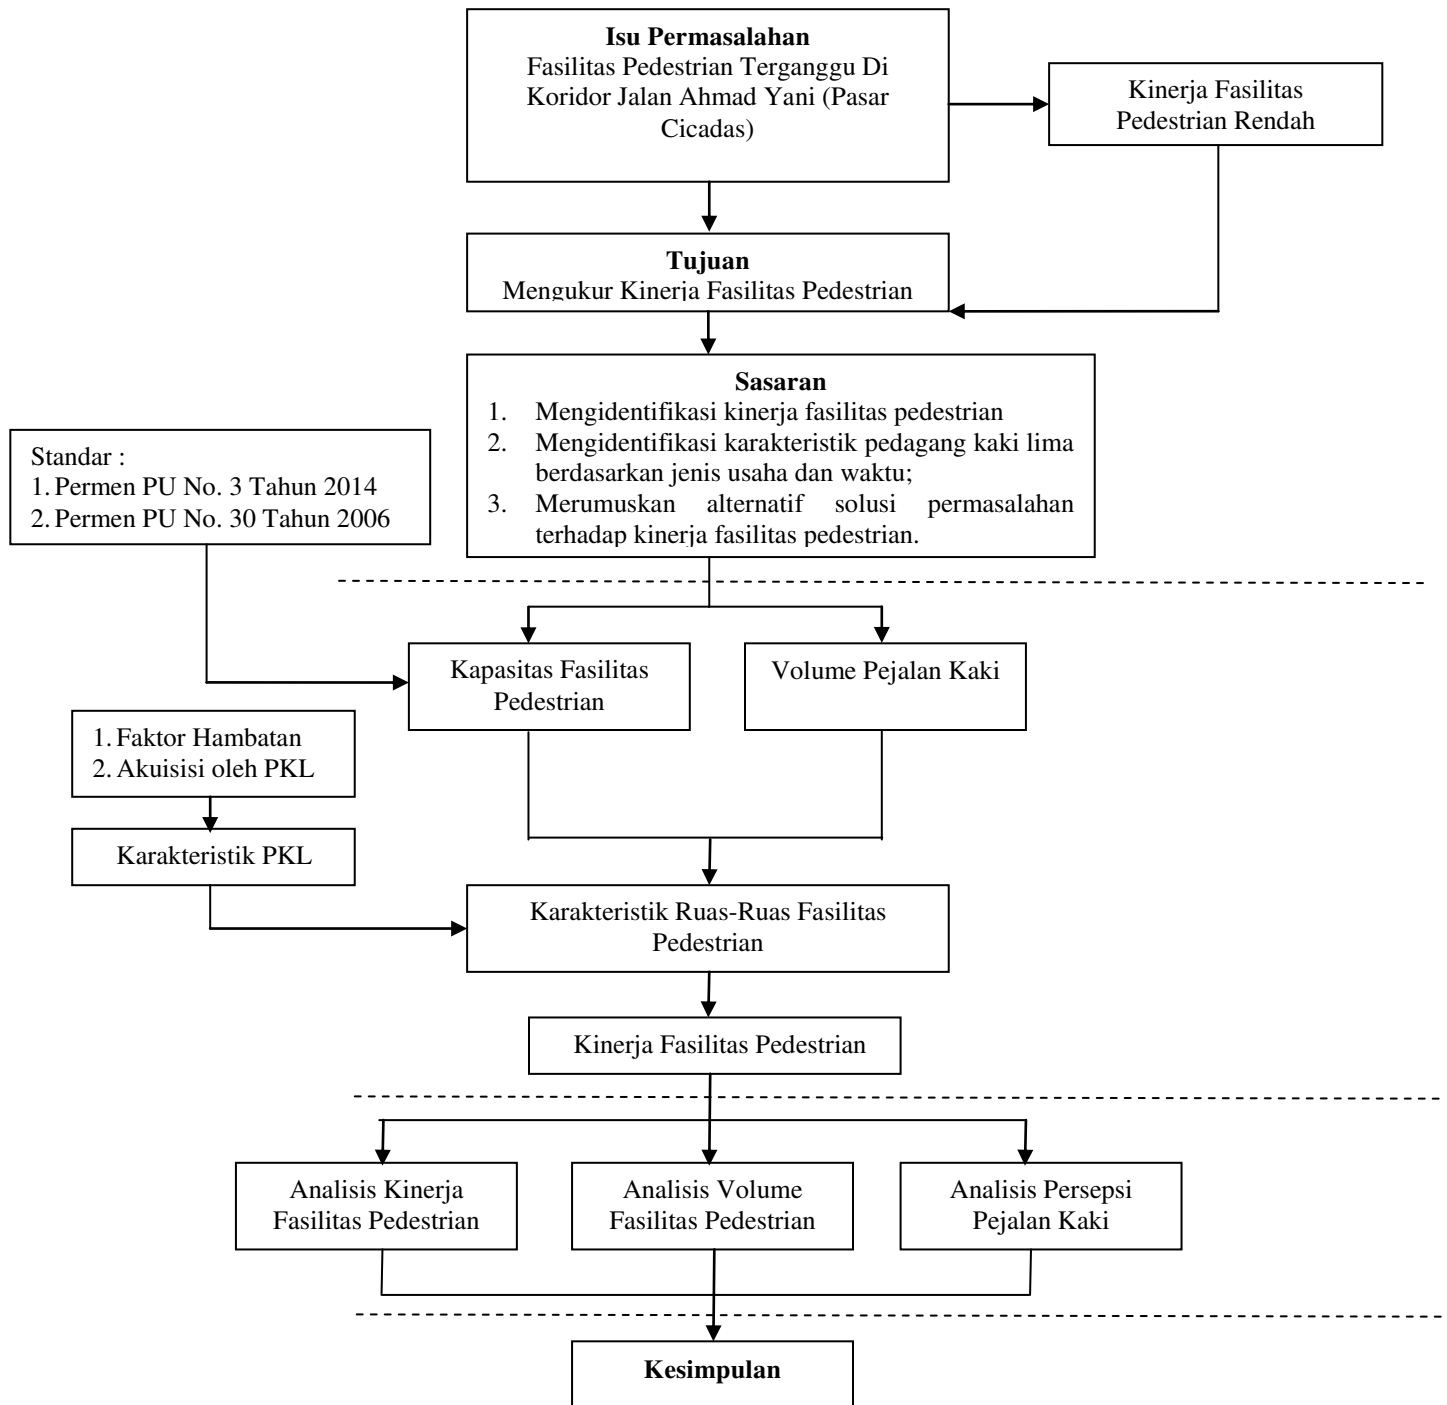 Isu Permasalahan
Fasilitas Pedestrian Terganggu Di
Koridor Jalan Ahmad Yani (Pasar
Cicadas)
Kinerja Fasilitas
Pedestrian Rendah
Tujuan
Mengukur Kinerja Fasilitas Pedestrian
Sasaran
1. Mengidentifikasi kinerja fasilitas pedestrian
2. Mengidentifikasi karakteristik pedagang kaki lima
berdasarkan jenis usaha dan waktu;
3. Merumuskan alternatif solusi permasalahan
terhadap kinerja fasilitas pedestrian.
Standar :
1. Permen PU No. 3 Tahun 2014
2. Permen PU No. 30 Tahun 2006
Kapasitas Fasilitas
Pedestrian
Volume Pejalan Kaki
1. Faktor Hambatan
2. Akuisisi oleh PKL
Karakteristik PKL
Karakteristik Ruas-Ruas Fasilitas
Pedestrian
Kinerja Fasilitas Pedestrian
Analisis Kinerja
Fasilitas Pedestrian
Analisis Volume
Fasilitas Pedestrian
Analisis Persepsi
Pejalan Kaki
Kesimpulan